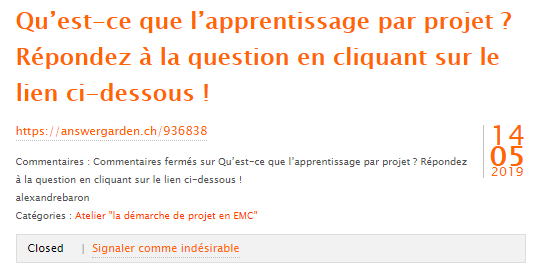 Qu’est-ce que l’apprentissage par projet ?
Répondez à la question en cliquant sur le
lien ci-dessous !
https://answergarden.ch/936838
14
05
2019
Commentaires : Commentaires fermés sur Qu’est-ce que l’apprentissage par projet ? Répondez
à la question en cliquant sur le lien ci-dessous !
alexandrebaron
Catégories : Atelier "la démarche de projet en EMC"
Closed | Signaler comme indésirable